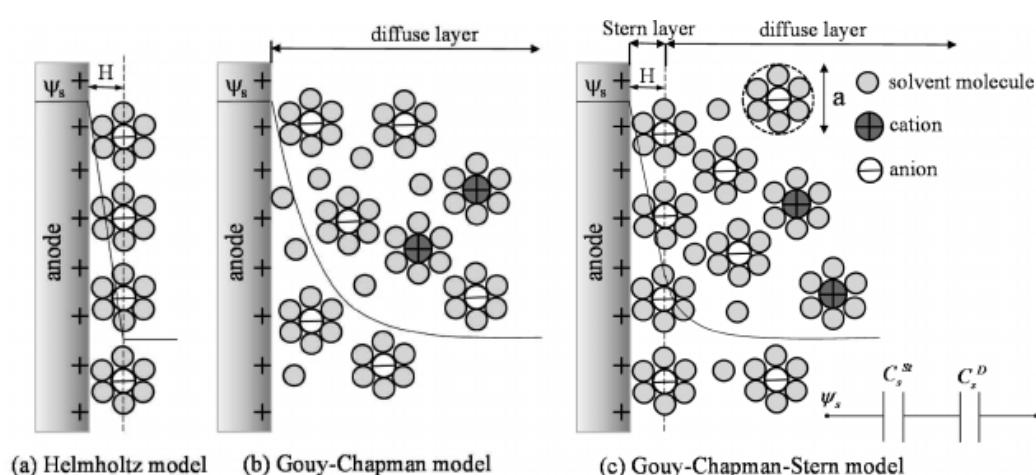 Stern layer
diffuse layer
diffuse layer
H
H
ψs
ψs
ψs
a
solvent molecule
cation
anion
anode
anode
anode
+ + + + + + + +
+ + + + + + + +
+ + + + + + + +
C_s^St
C_s^D
ψs
(a) Helmholtz model
(b) Gouy-Chapman model
(c) Gouy-Chapman-Stern model